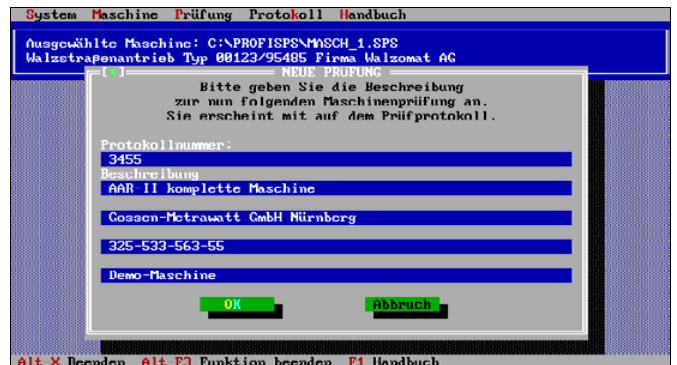 System Maschine Prüfung Protokoll Handbuch
Ausgewählte Maschine: C:\PROFISPS\MASCH_1.SPS
Walzstraßenantrieb Typ 00123/95485 Firma Walzomat AG
NEUE PRÜFUNG
Bitte geben Sie die Beschreibung
zur nun folgenden Maschinenprüfung an.
Sie erscheint mit auf dem Prüfprotokoll.
Protokollnummer:
3455
Beschreibung
AAR-II komplette Maschine
Gossen-Metrawatt GmbH Nürnberg
325-533-563-55
Demo-Maschine
OK Abbruch
Alt-X Beenden Alt-F3 Funktion beenden F1 Handbuch